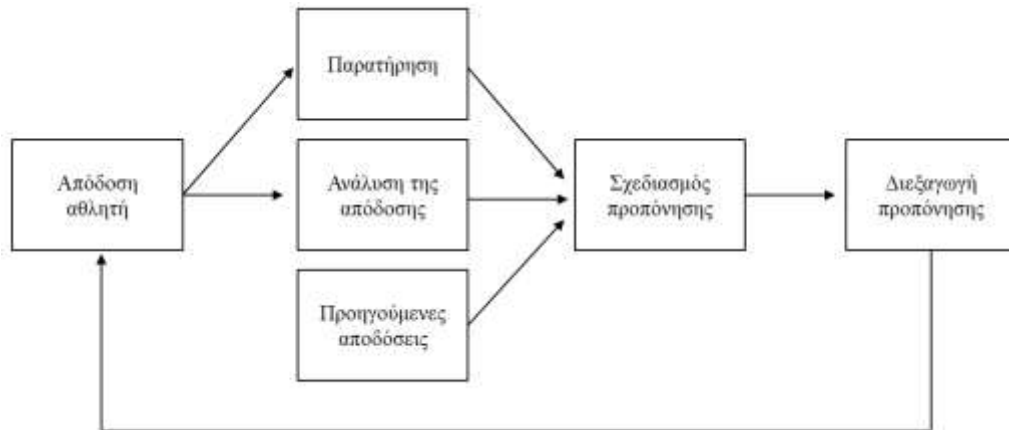 Παρατήρηση
Απόδοση
αθλητή
Ανάλυση της
απόδοσης
Σχεδιασμός
προπόνησης
Διεξαγωγή
προπόνησης
Προηγούμενες
αποδόσεις